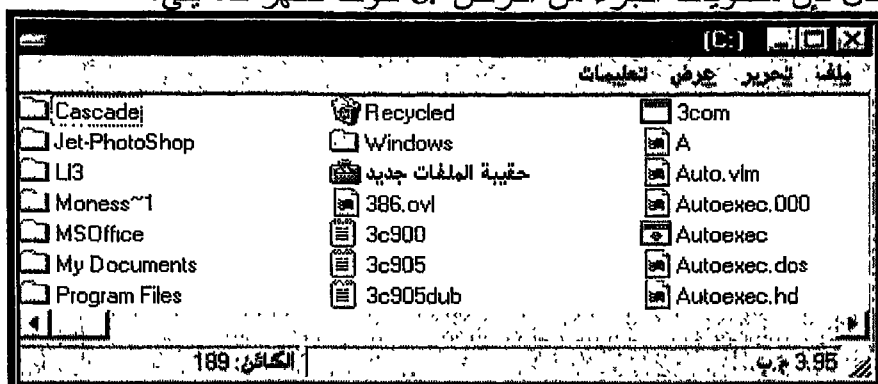 (C:)
ملف تحرير عرض تعليمات
Cascade
Jet-PhotoShop
LI3
Moness~1
MSOffice
My Documents
Program Files
Recycled
Windows
حقيبة الملفات جديد
386.ovl
3c900
3c905
3c905dub
3com
A
Auto.vlm
Autoexec.000
Autoexec
Autoexec.dos
Autoexec.hd
الكائن: 189
3.95 م.ب